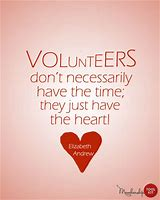 VOLUNTEERS
don't necessarily
have the time;
they just have
the heart!
Elizabeth
Andrew